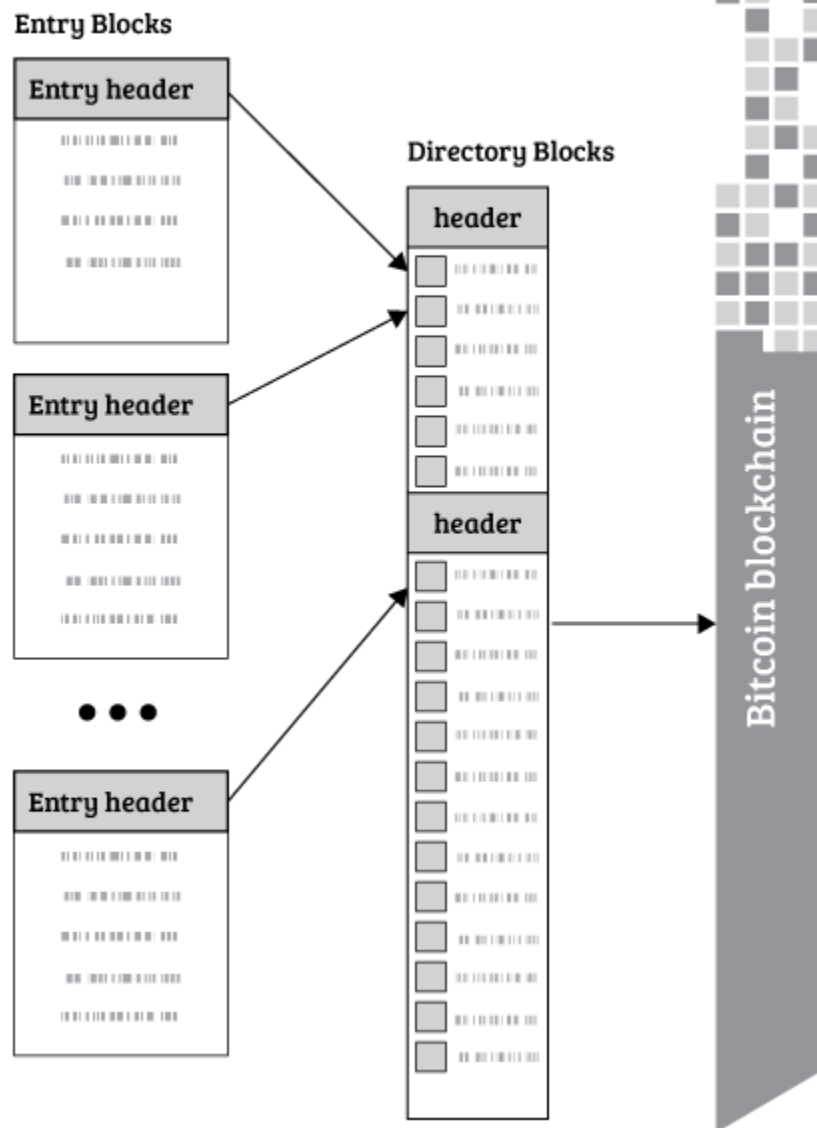 Entry Blocks
Entry header
Entry header
Entry header
Directory Blocks
header
header
Bitcoin blockchain